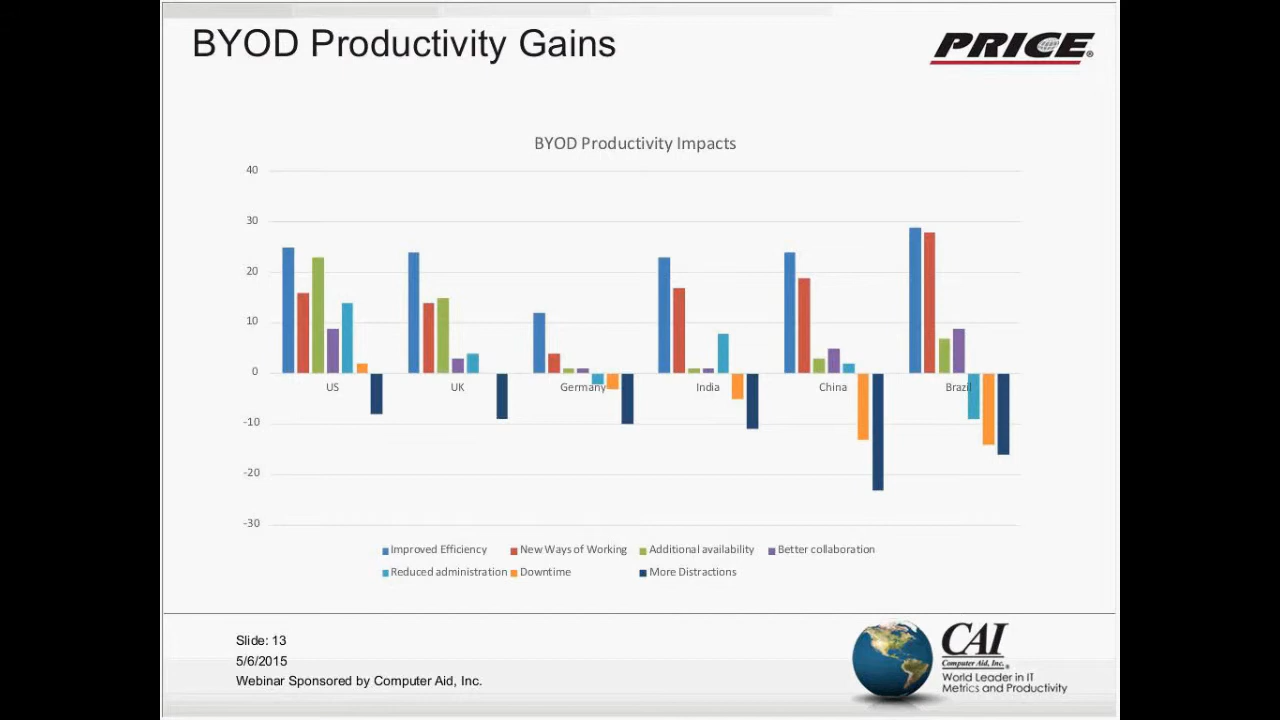 BYOD Productivity Gains
PRICE®
BYOD Productivity Impacts
40
30
20
10
0
-10
-20
-30
US UK Germany India China Brazil
Improved Efficiency New Ways of Working Additional availability Better collaboration
Reduced administration Downtime More Distractions
Slide: 13
5/6/2015
Webinar Sponsored by Computer Aid, Inc.
CAI
Computer Aid, Inc.®
World Leader in IT
Metrics and Productivity